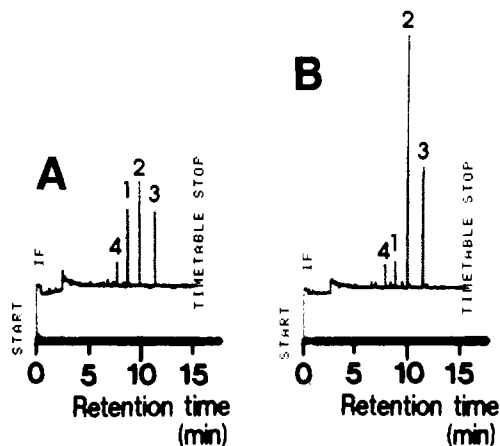 A
START
IF
4
1
2
3
TIMETABLE STOP
0 5 10 15
Retention time
(min)
B
START
IF
4
1
2
3
TIMETABLE STOP
0 5 10 15
Retention time
(min)